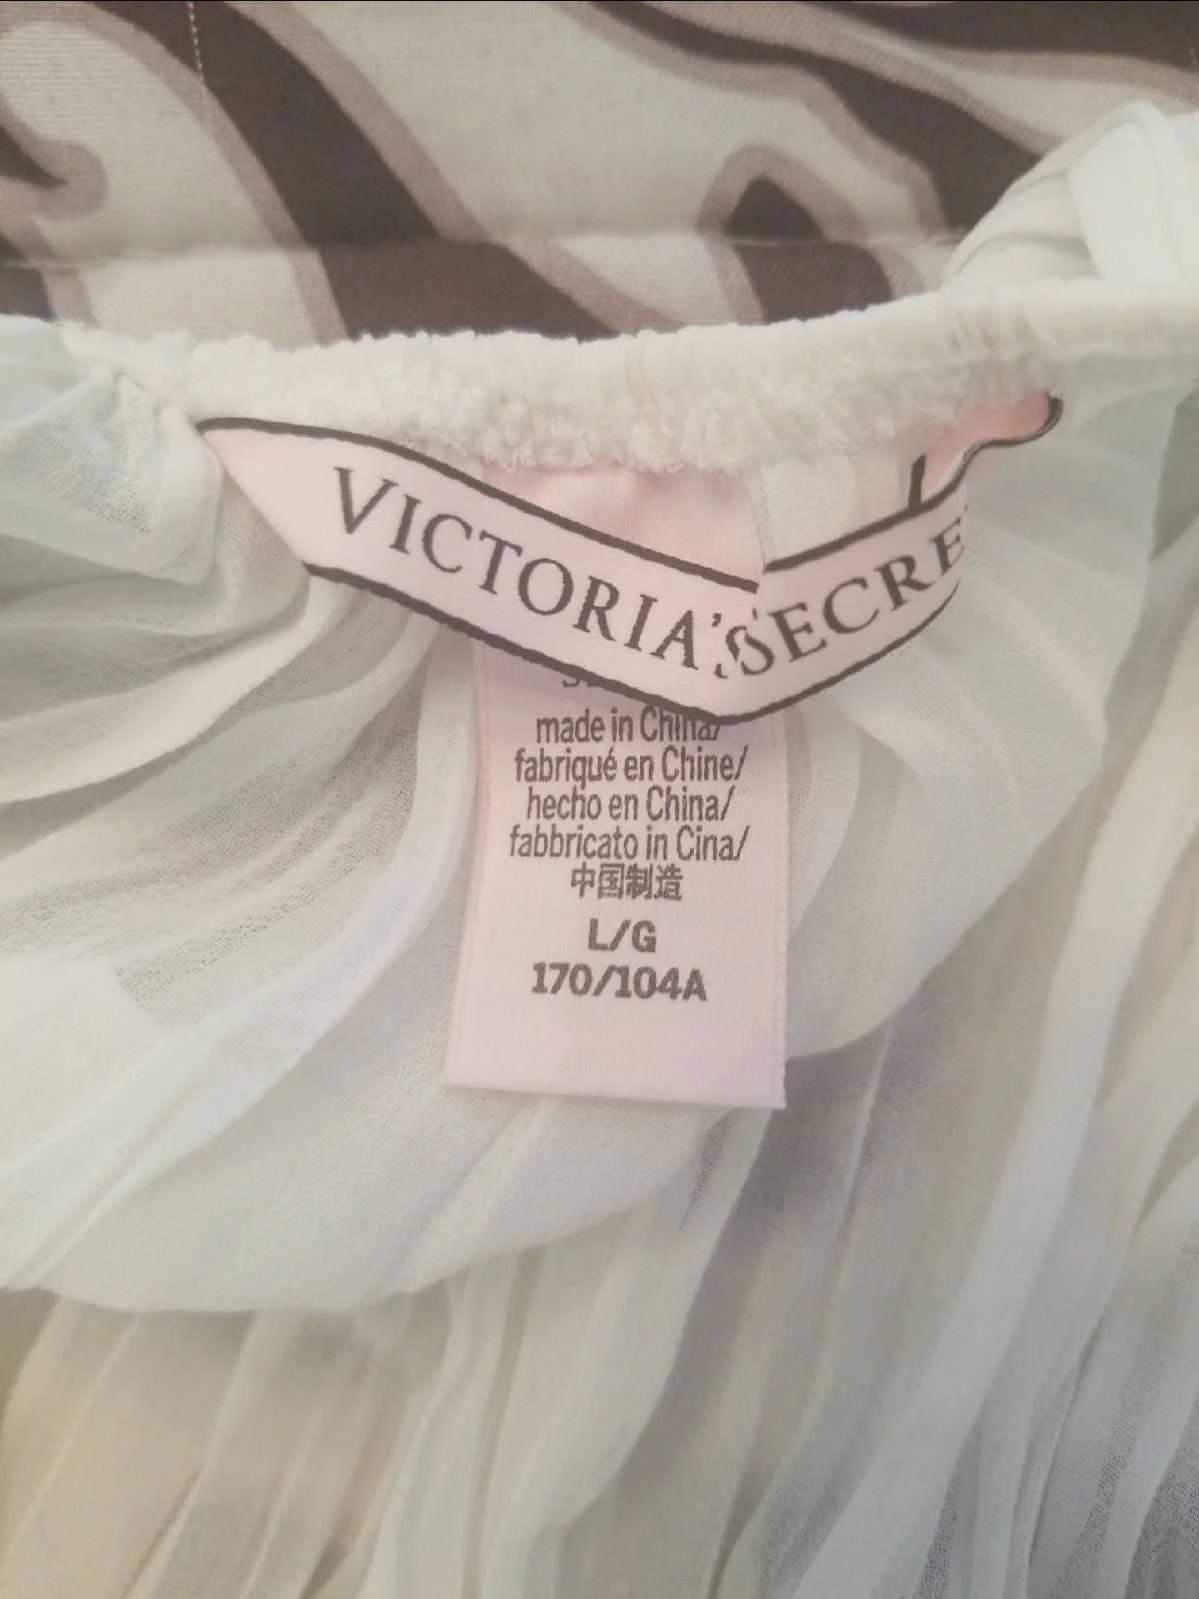 VICTORIA'S SECRE
made in China/
fabriqué en Chine/
hecho en China/
fabbricato in Cina/
中国制造
L/G
170/104A